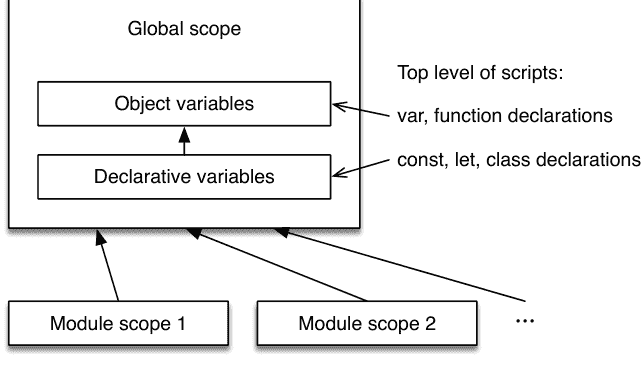 Global scope
Top level of scripts:
Object variables
var, function declarations
Declarative variables
const, let, class declarations
Module scope 1
Module scope 2
...